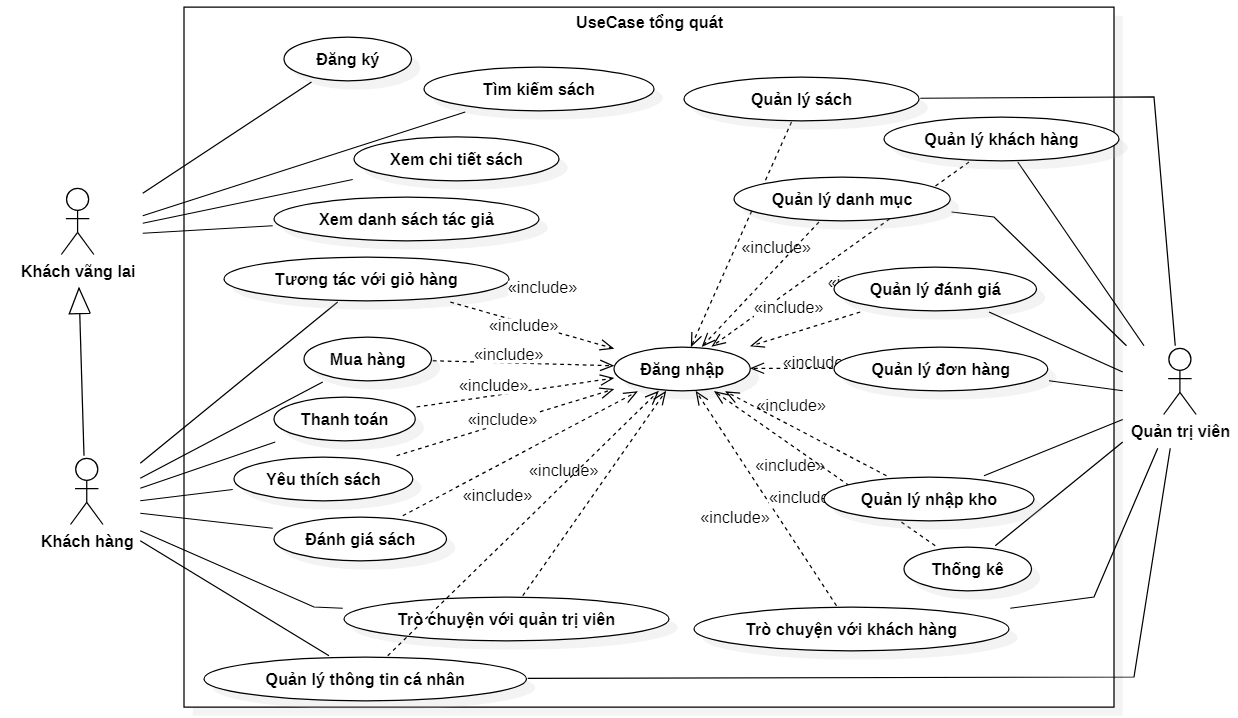 UseCase tổng quát
Đăng ký
Tìm kiếm sách
Quản lý sách
Xem chi tiết sách
Quản lý khách hàng
Xem danh sách tác giả
Quản lý danh mục
«include»
Khách vãng lai
Tương tác với giỏ hàng
«include»
Quản lý đánh giá
«include»
«include»
Mua hàng
«include»
Đăng nhập
«include
Quản lý đơn hàng
«include»
Thanh toán
«include»
«include»
Quản trị viên
Yêu thích sách
«include»
«include»
Quản lý nhập kho
«include»
«include
«include»
Khách hàng
Đánh giá sách
Thống kê
Trò chuyện với quản trị viên
Trò chuyện với khách hàng
Quản lý thông tin cá nhân